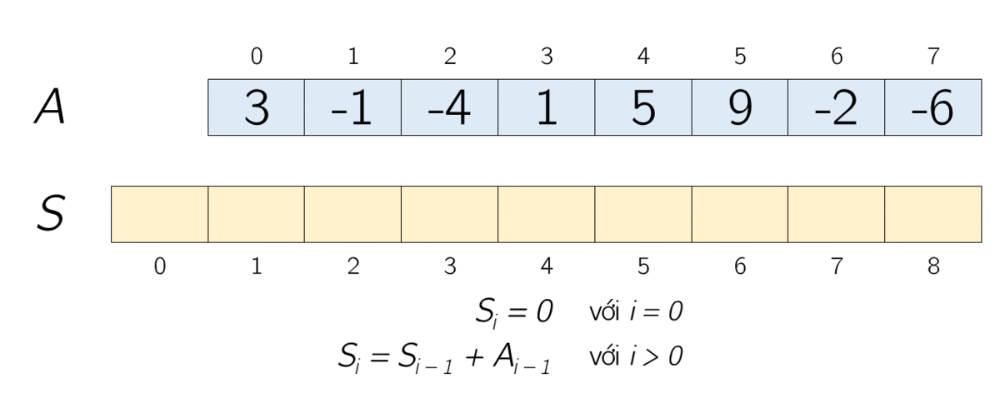 0 1 2 3 4 5 6 7
A 3 -1 -4 1 5 9 -2 -6
S
0 1 2 3 4 5 6 7 8
Sᵢ = 0 với i = 0
Sᵢ = Sᵢ₋₁ + Aᵢ₋₁ với i > 0